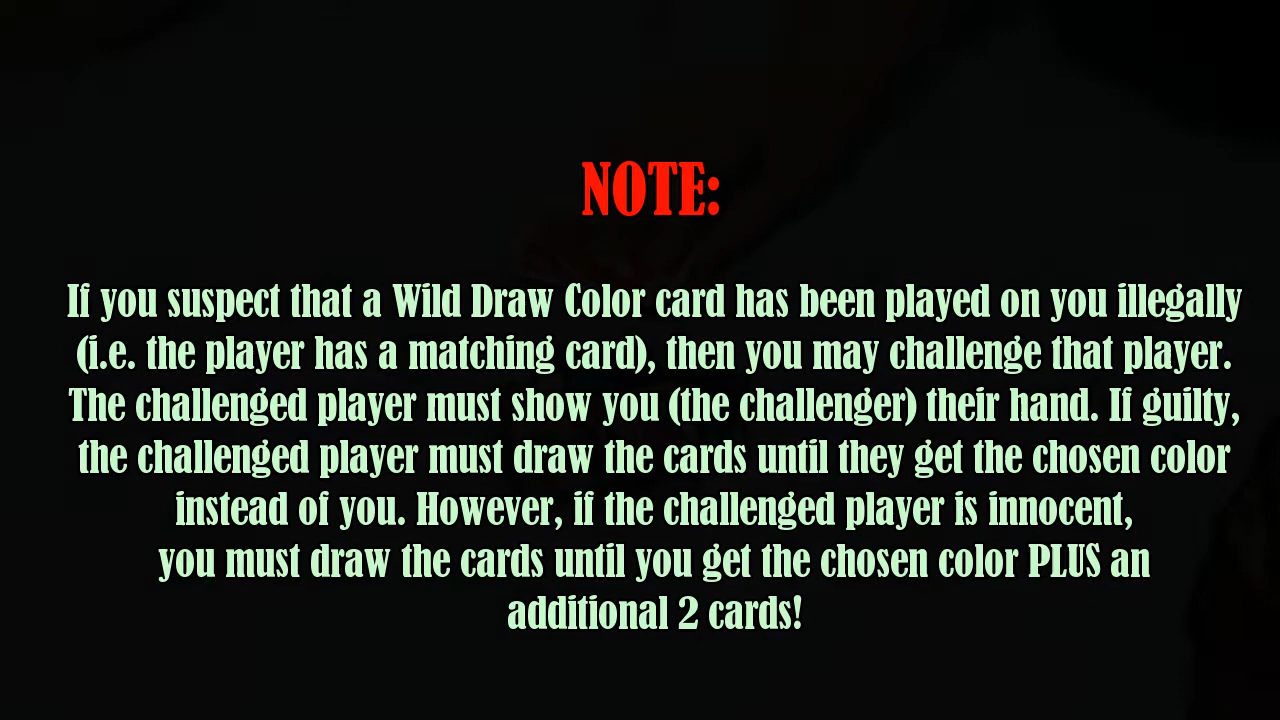 NOTE:
If you suspect that a Wild Draw Color card has been played on you illegally
(i.e. the player has a matching card), then you may challenge that player.
The challenged player must show you (the challenger) their hand. If guilty,
the challenged player must draw the cards until they get the chosen color
instead of you. However, if the challenged player is innocent,
you must draw the cards until you get the chosen color PLUS an
additional 2 cards!